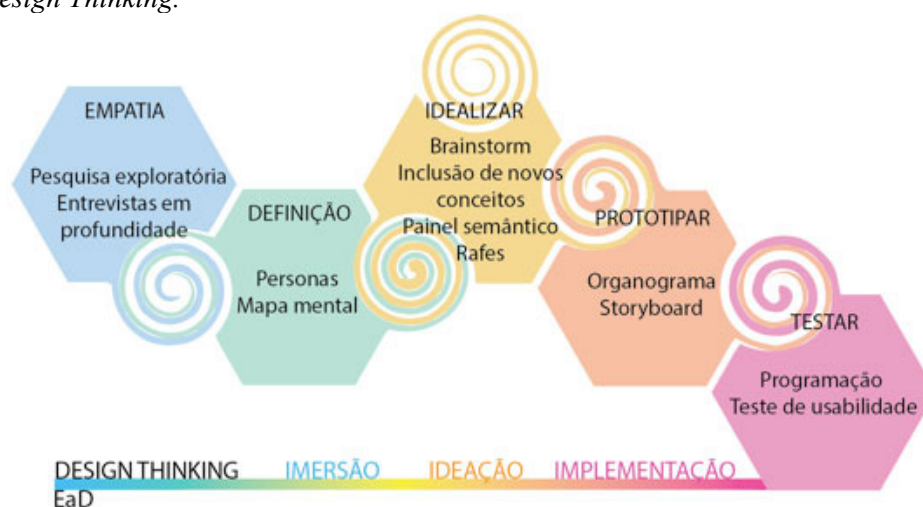 esign Thinking.
EMPATIA
Pesquisa exploratória
Entrevistas em
profundidade
DEFINIÇÃO
Personas
Mapa mental
IDEALIZAR
Brainstorm
Inclusão de novos
conceitos
Painel semântico
Rafes
PROTOTIPAR
Organograma
Storyboard
TESTAR
Programação
Teste de usabilidade
DESIGN THINKING IMERSÃO IDEAÇÃO IMPLEMENTAÇÃO
EaD